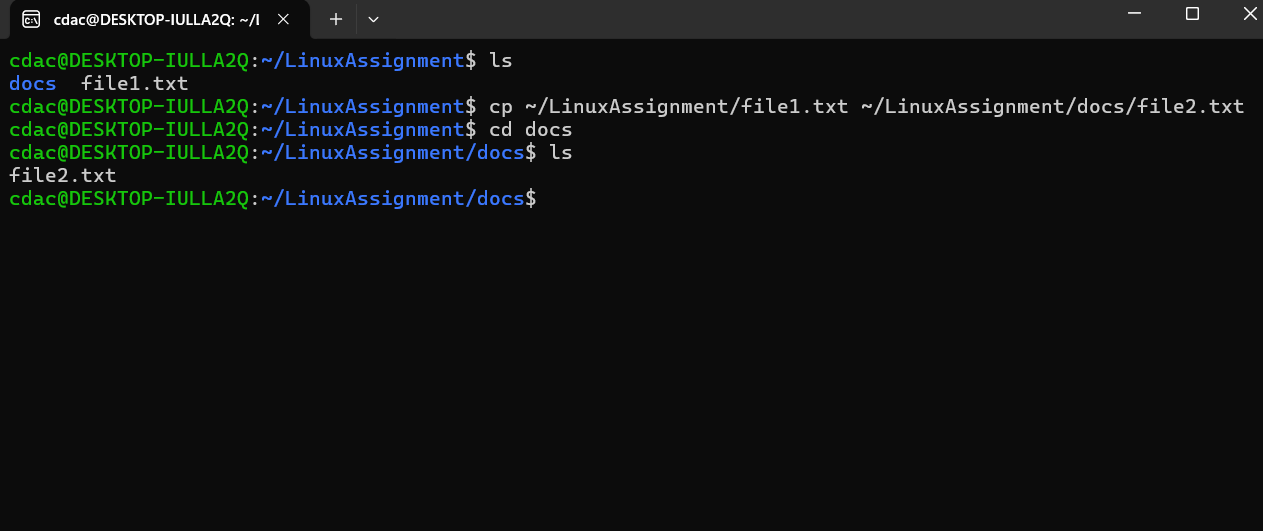 cdac@DESKTOP-IULLA2Q: ~/l
cdac@DESKTOP-IULLA2Q:~/LinuxAssignment$ ls
docs  file1.txt
cdac@DESKTOP-IULLA2Q:~/LinuxAssignment$ cp ~/LinuxAssignment/file1.txt ~/LinuxAssignment/docs/file2.txt
cdac@DESKTOP-IULLA2Q:~/LinuxAssignment$ cd docs
cdac@DESKTOP-IULLA2Q:~/LinuxAssignment/docs$ ls
file2.txt
cdac@DESKTOP-IULLA2Q:~/LinuxAssignment/docs$